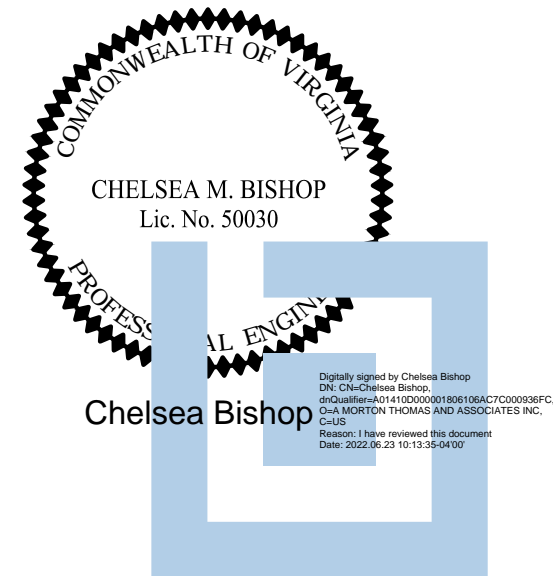 COMMONWEALTH OF VIRGINIA
CHELSEA M. BISHOP
Lic. No. 50030
PROFESS AL ENGIN
Chelsea Bishop
Digitally signed by Chelsea Bishop
DN: CN=Chelsea Bishop,
dnQualifier=A01410D000001806106AC7C000936FC,
O=A MORTON THOMAS AND ASSOCIATES INC,
C=US
Reason: I have reviewed this document
Date: 2022.06.23 10:13:35-04'00'